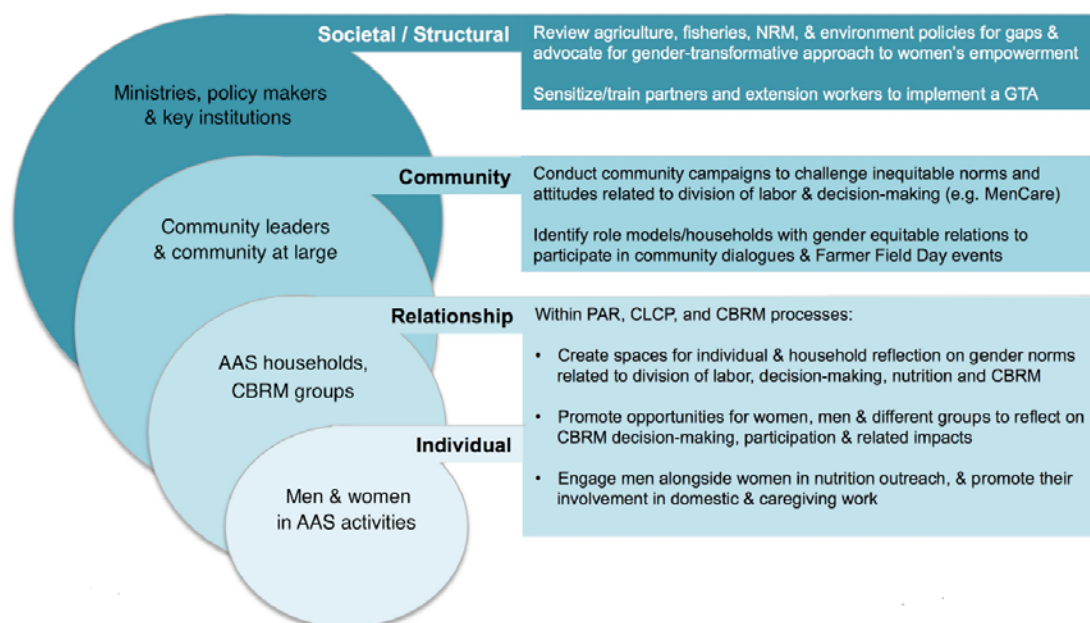 Societal / Structural
Review agriculture, fisheries, NRM, & environment policies for gaps &
advocate for gender-transformative approach to women's empowerment
Sensitize/train partners and extension workers to implement a GTA
Ministries, policy makers
& key institutions
Community
Conduct community campaigns to challenge inequitable norms and
attitudes related to division of labor & decision-making (e.g. MenCare)
Identify role models/households with gender equitable relations to
participate in community dialogues & Farmer Field Day events
Community leaders
& community at large
Relationship
Within PAR, CLCP, and CBRM processes:
• Create spaces for individual & household reflection on gender norms
related to division of labor, decision-making, nutrition and CBRM
• Promote opportunities for women, men & different groups to reflect on
CBRM decision-making, participation & related impacts
• Engage men alongside women in nutrition outreach, & promote their
involvement in domestic & caregiving work
AAS households,
CBRM groups
Individual
Men & women
in AAS activities